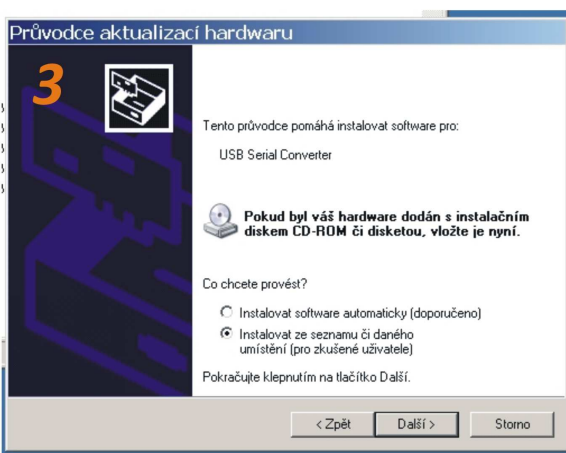 Průvodce aktualizací hardwaru
3
Tento průvodce pomáhá instalovat software pro:
USB Serial Converter
Pokud byl váš hardware dodán s instalačním
diskem CD-ROM či disketou, vložte je nyní.
Co chcete provést?
Instalovat software automaticky (doporučeno)
Instalovat ze seznamu či daného
umístění (pro zkušené uživatele)
Pokračujte klepnutím na tlačítko Další.
< Zpět
Další >
Storno